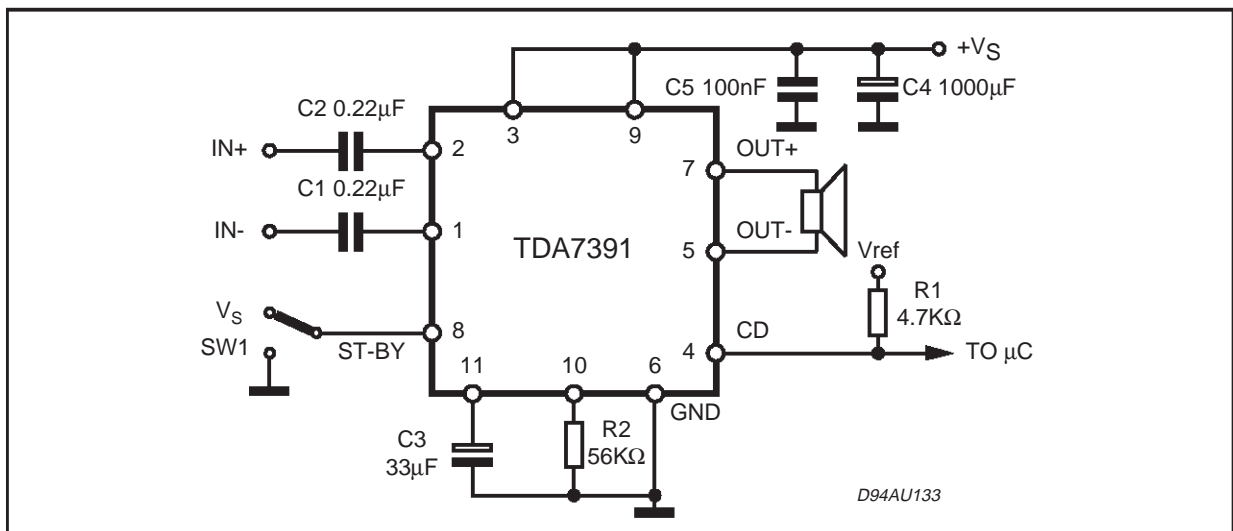 +VS
C5 100nF
C4 1000μF
C2 0.22μF
3
9
IN+
2
OUT+
7
C1 0.22μF
IN-
1
TDA7391
OUT-
5
Vref
R1
4.7KΩ
VS
SW1
ST-BY
8
CD
4
TO μC
11
10
6
GND
C3
33μF
R2
56KΩ
D94AU133